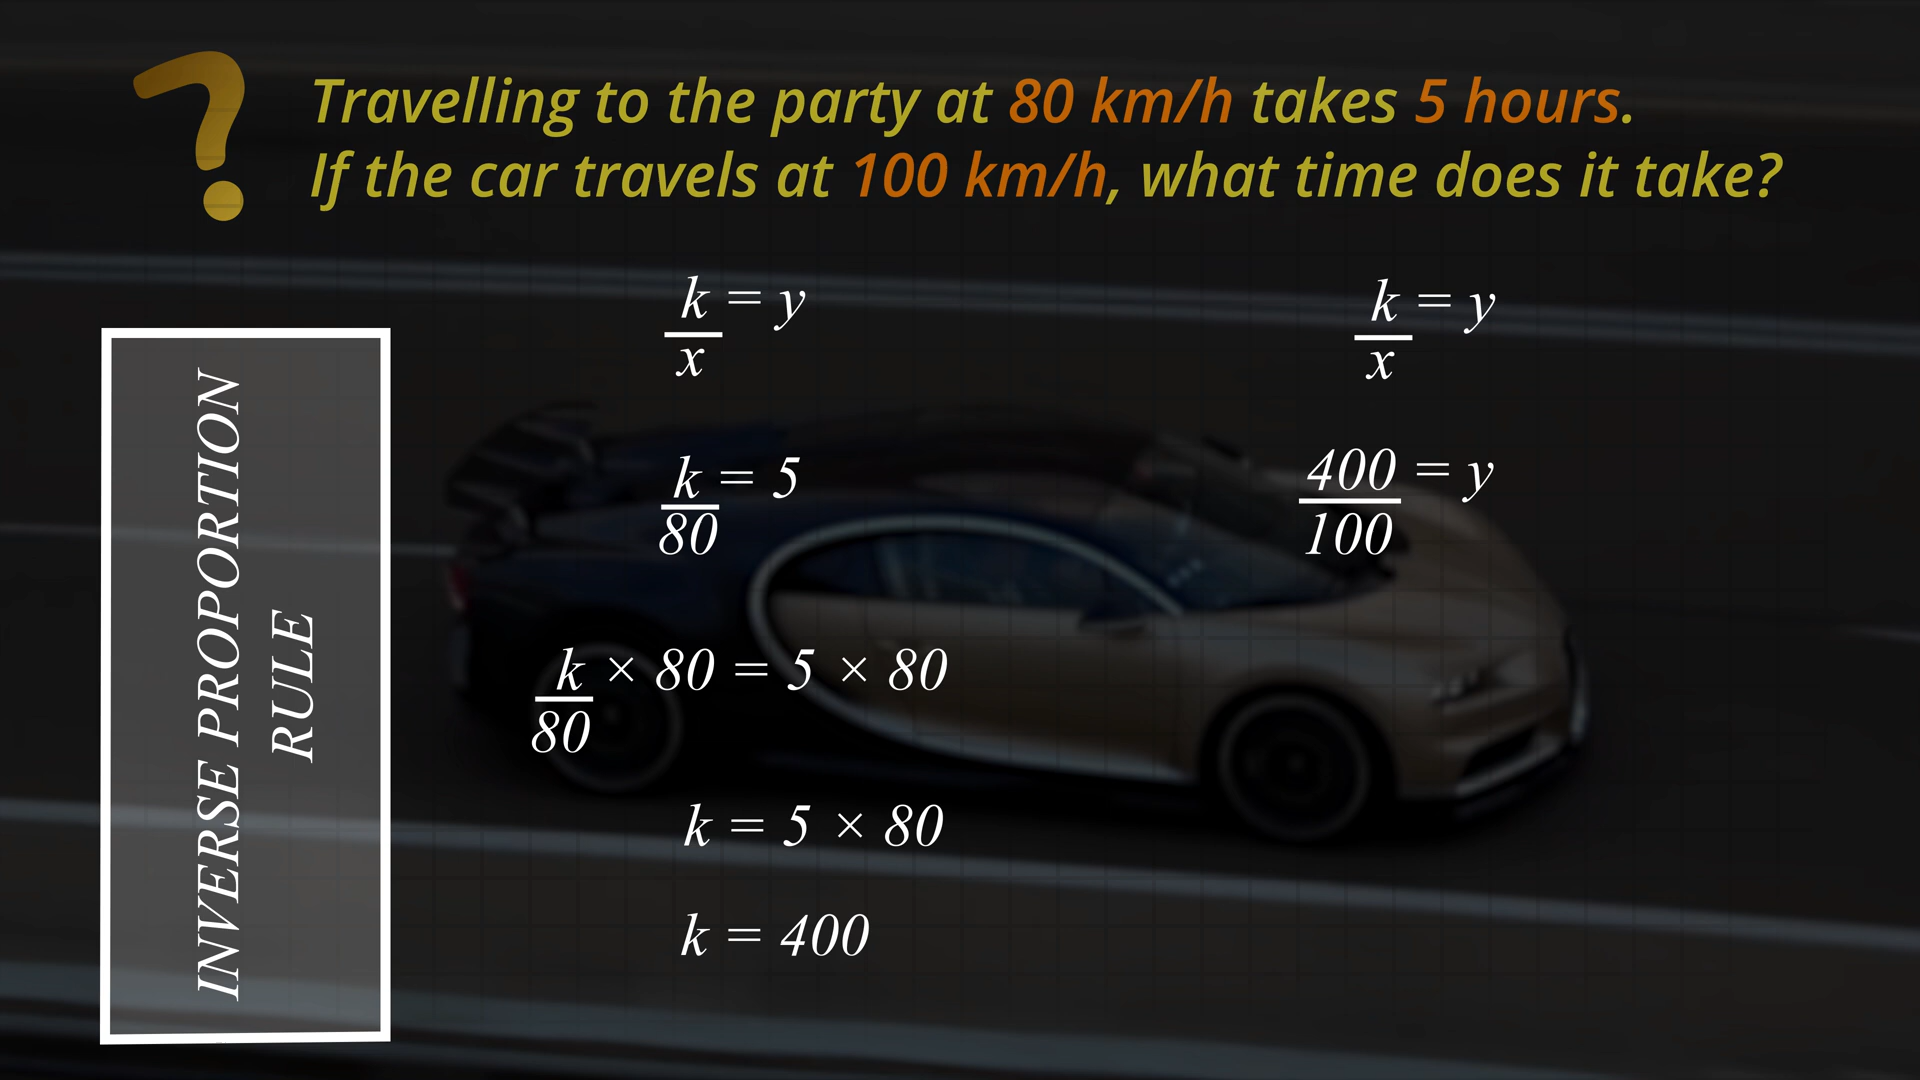 ?
Travelling to the party at 80 km/h takes 5 hours.
If the car travels at 100 km/h, what time does it take?
INVERSE PROPORTION
RULE
k = y
x
k = 5
80
k × 80 = 5 × 80
80
k = 5 × 80
k = 400
k = y
x
400 = y
100